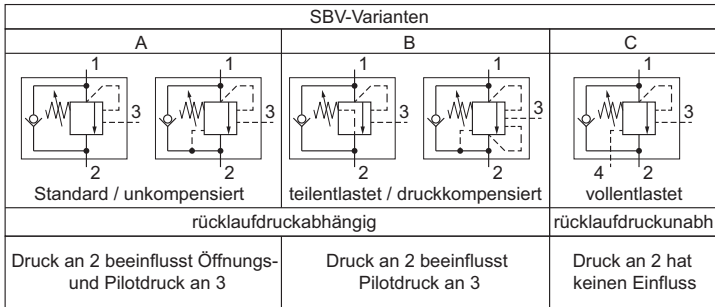 SBV-Varianten
A B C
1 1 1 1 1
3 3 3 3 3
2 2 2 2 4 2
Standard / unkompensiert teilentlastet / druckkompensiert vollentlastet
rücklaufdruckabhängig rücklaufdruckunabh
Druck an 2 beeinflusst Öffnungs- Druck an 2 beeinflusst Druck an 2 hat
und Pilotdruck an 3 Pilotdruck an 3 keinen Einfluss